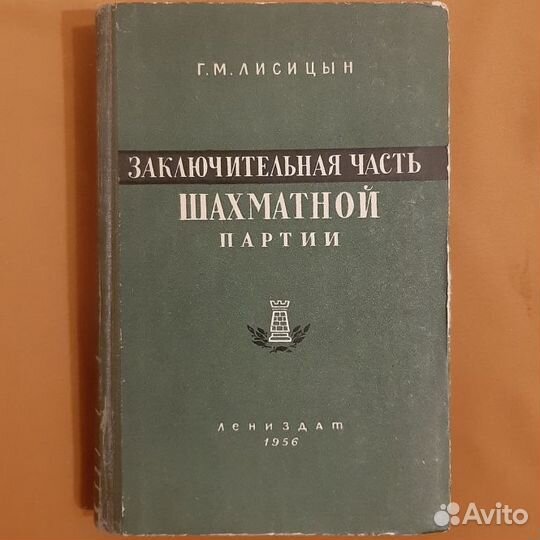 Г. М. ЛИСИЦЫН
ЗАКЛЮЧИТЕЛЬНАЯ ЧАСТЬ
ШАХМАТНОЙ
ПАРТИИ
ЛЕНИЗДАТ
1956
Avito